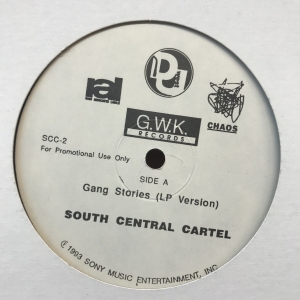 ral
DJ
G.W.K.
RECORDS
CHAOS
SCC-2
For Promotional Use Only
SIDE A
Gang Stories (LP Version)
SOUTH CENTRAL CARTEL
℗1993 SONY MUSIC ENTERTAINMENT, INC.